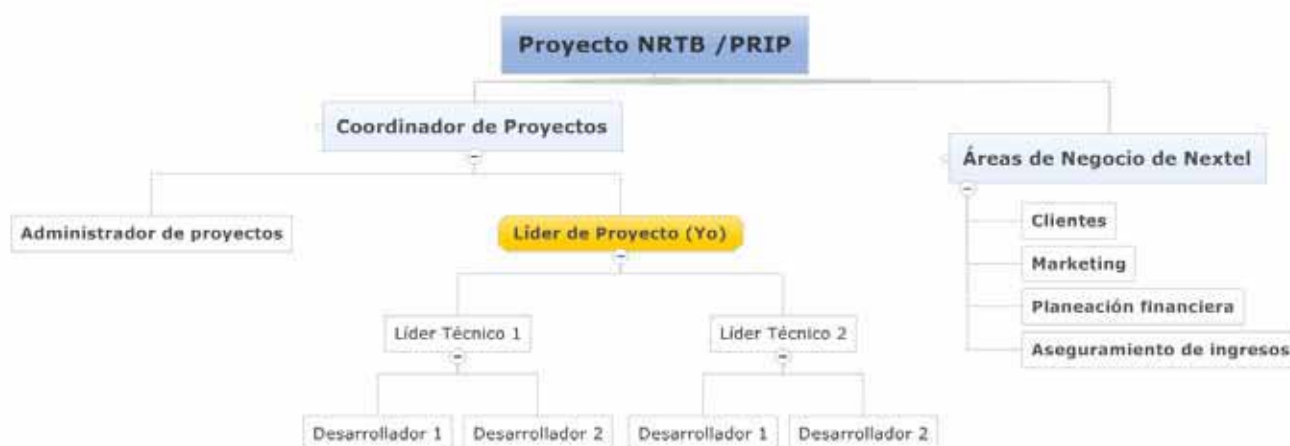 Proyecto NRTB /PRIP
Coordinador de Proyectos
Áreas de Negocio de Nextel
Administrador de proyectos
Líder de Proyecto (Yo)
Clientes
Marketing
Planeación financiera
Aseguramiento de ingresos
Líder Técnico 1
Líder Técnico 2
Desarrollador 1
Desarrollador 2
Desarrollador 1
Desarrollador 2